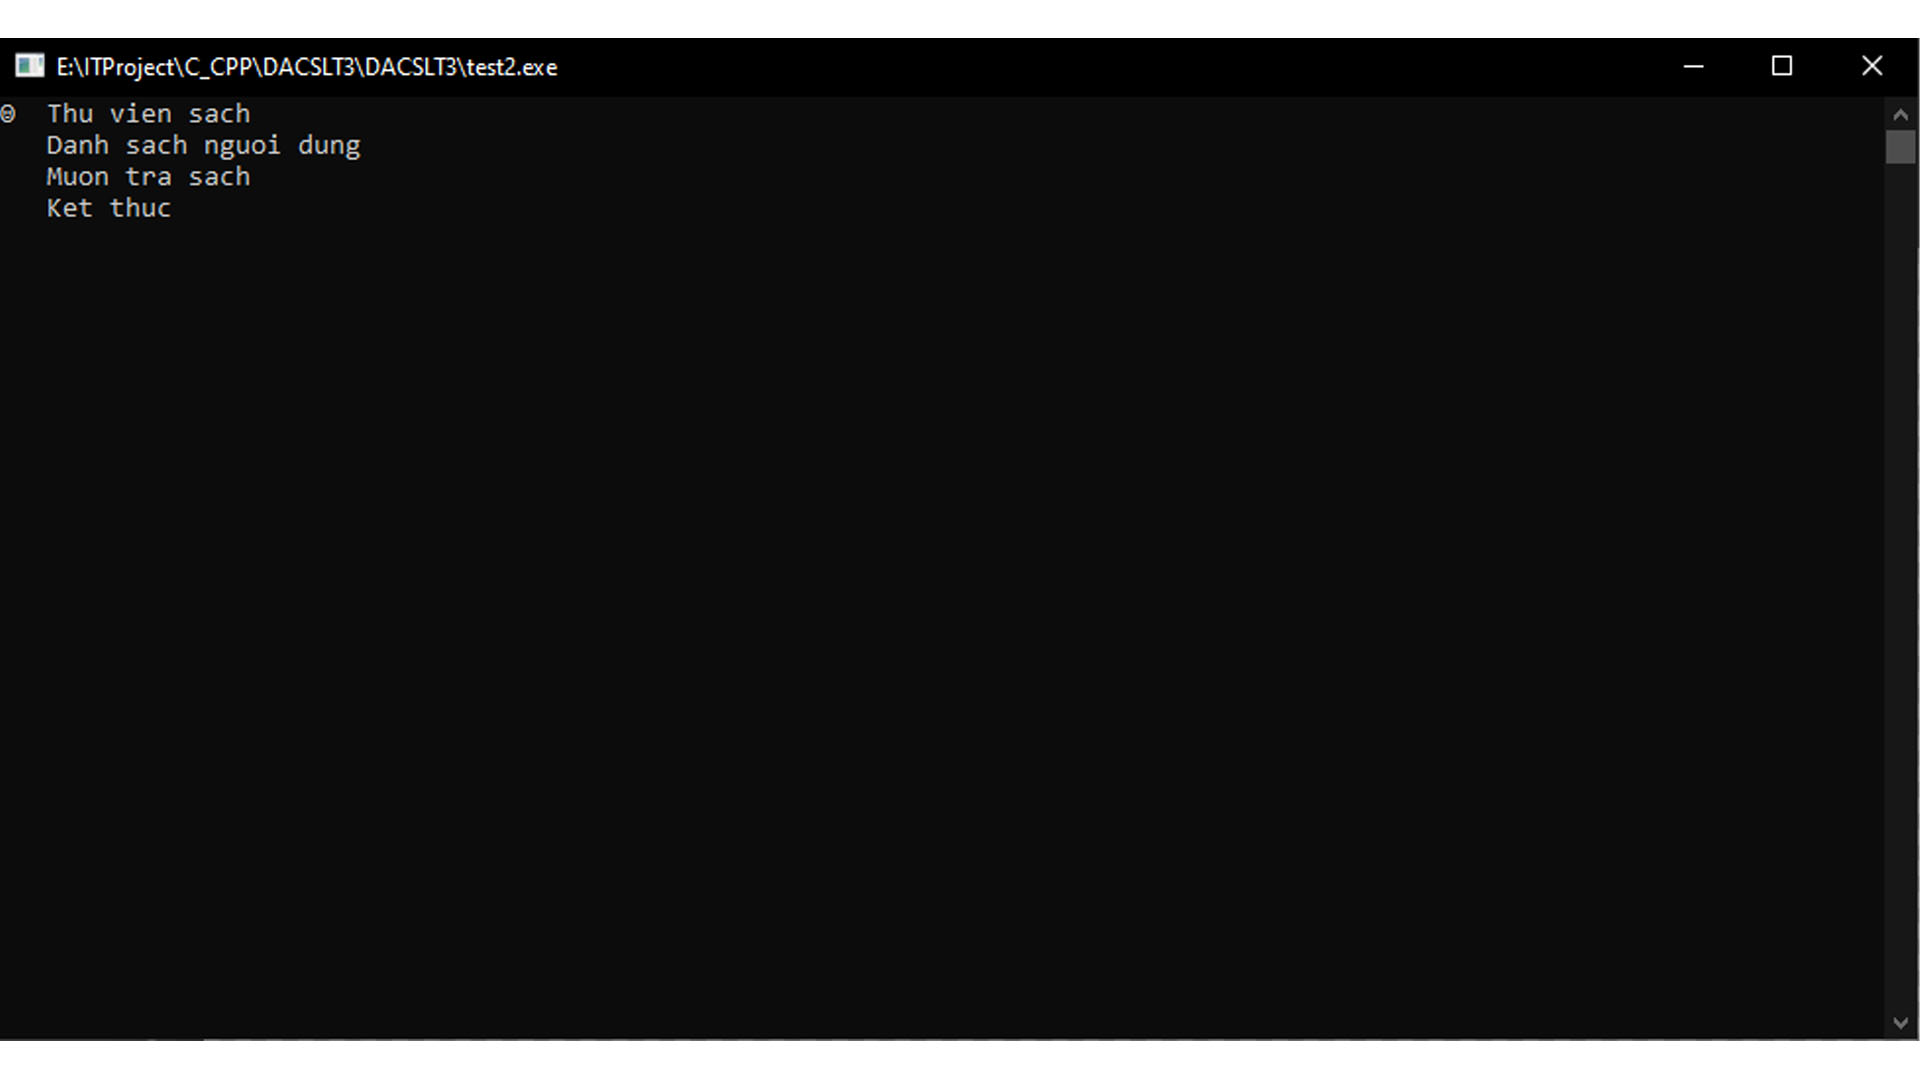 E:\ITProject\C_CPP\DACSLT3\DACSLT3\test2.exe
Thu vien sach
Danh sach nguoi dung
Muon tra sach
Ket thuc